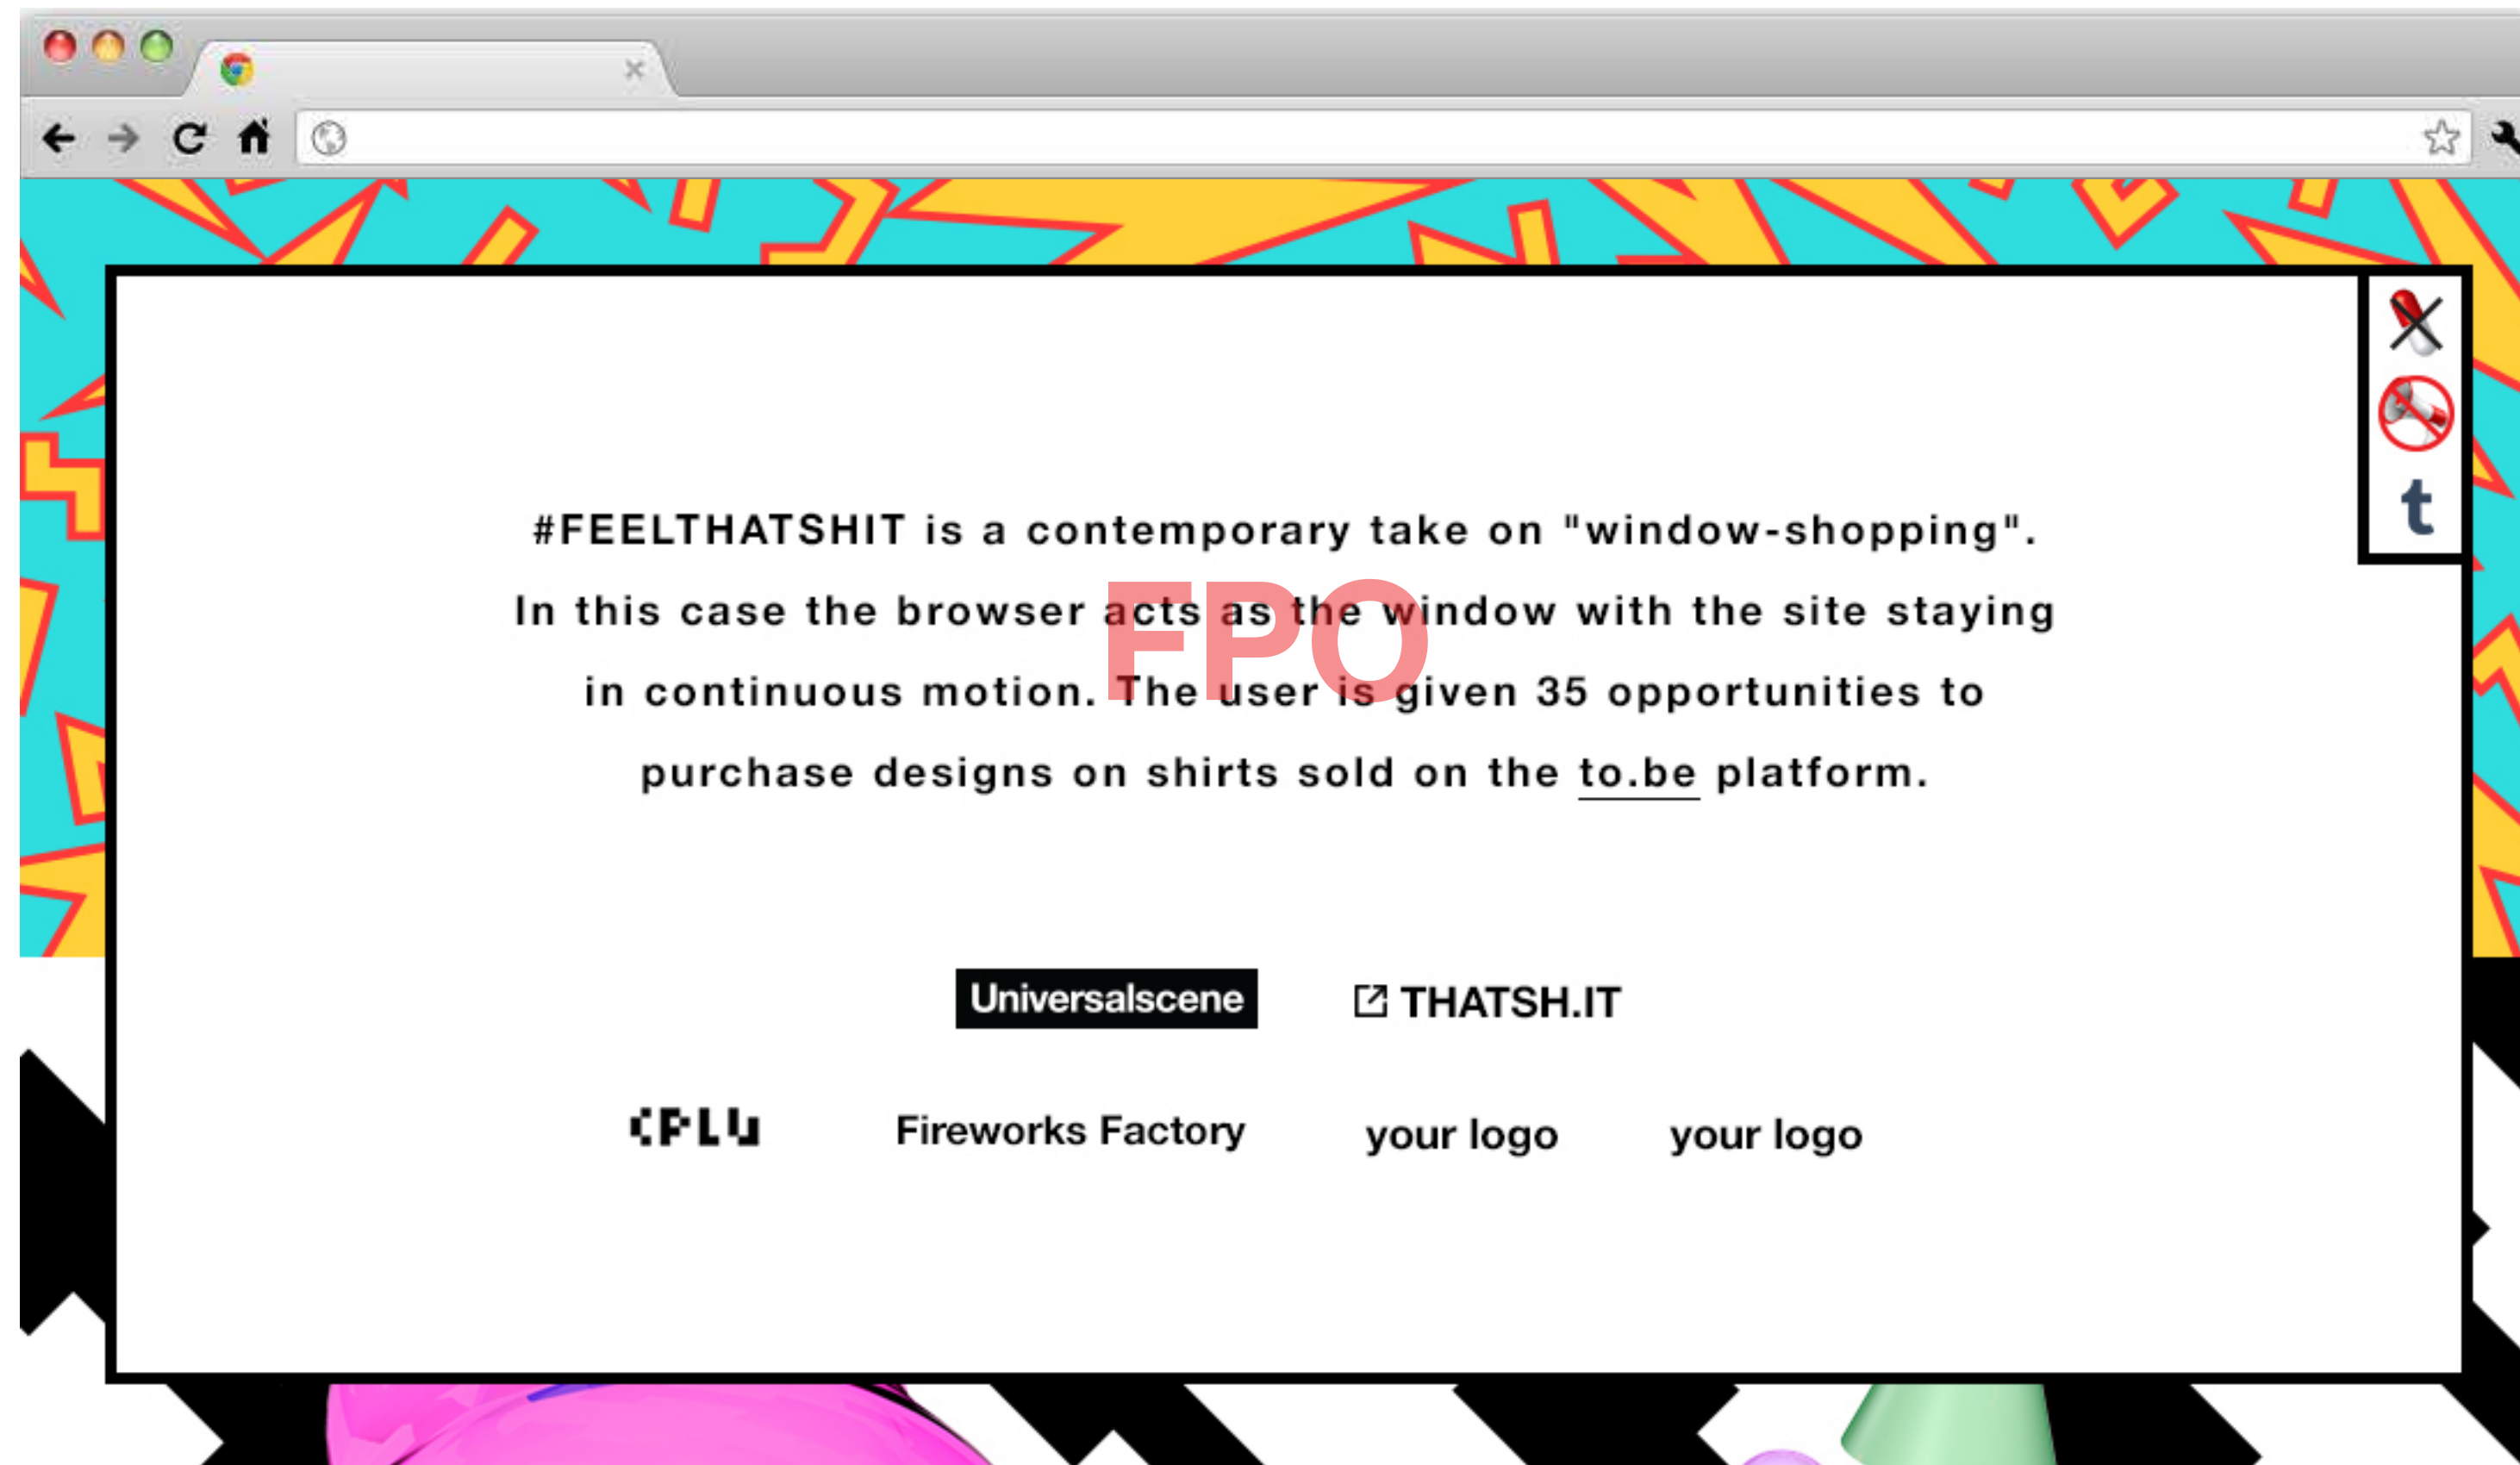 #FEELTHATSHIT is a contemporary take on "window-shopping".
In this case the browser acts as the window with the site staying
FPO
in continuous motion. The user is given 35 opportunities to
purchase designs on shirts sold on the to.be platform.
Universalscene THATSH.IT
CPLU Fireworks Factory your logo your logo
t